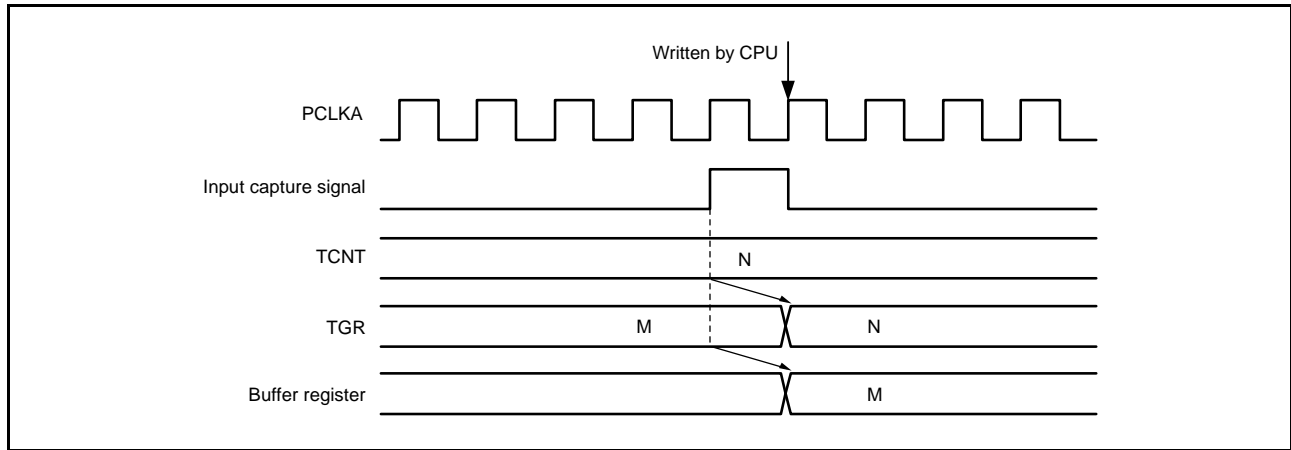 Written by CPU
PCLKA
Input capture signal
TCNT
N
TGR
M
N
Buffer register
M